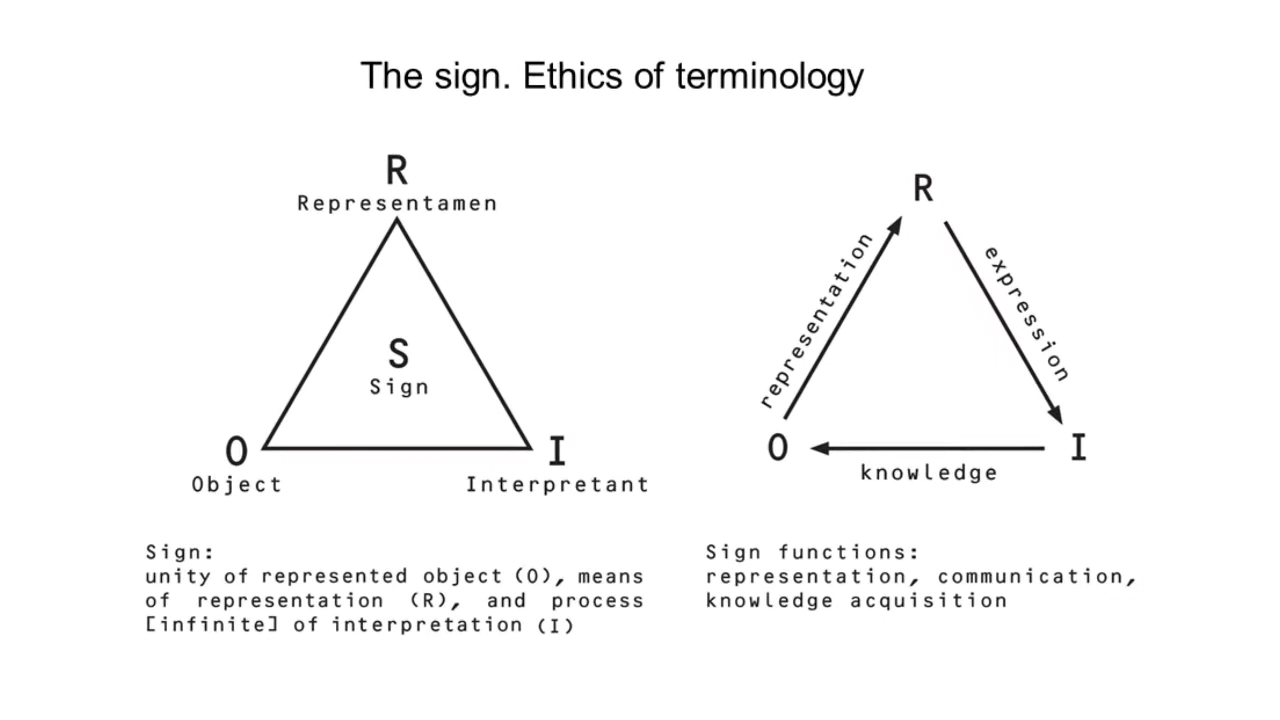 The sign. Ethics of terminology
R
Representamen
S
Sign
O
Object
I
Interpretant
Sign:
unity of represented object (O), means
of representation (R), and process
[infinite] of interpretation (I)
R
representation
expression
O
I
knowledge
Sign functions:
representation, communication,
knowledge acquisition